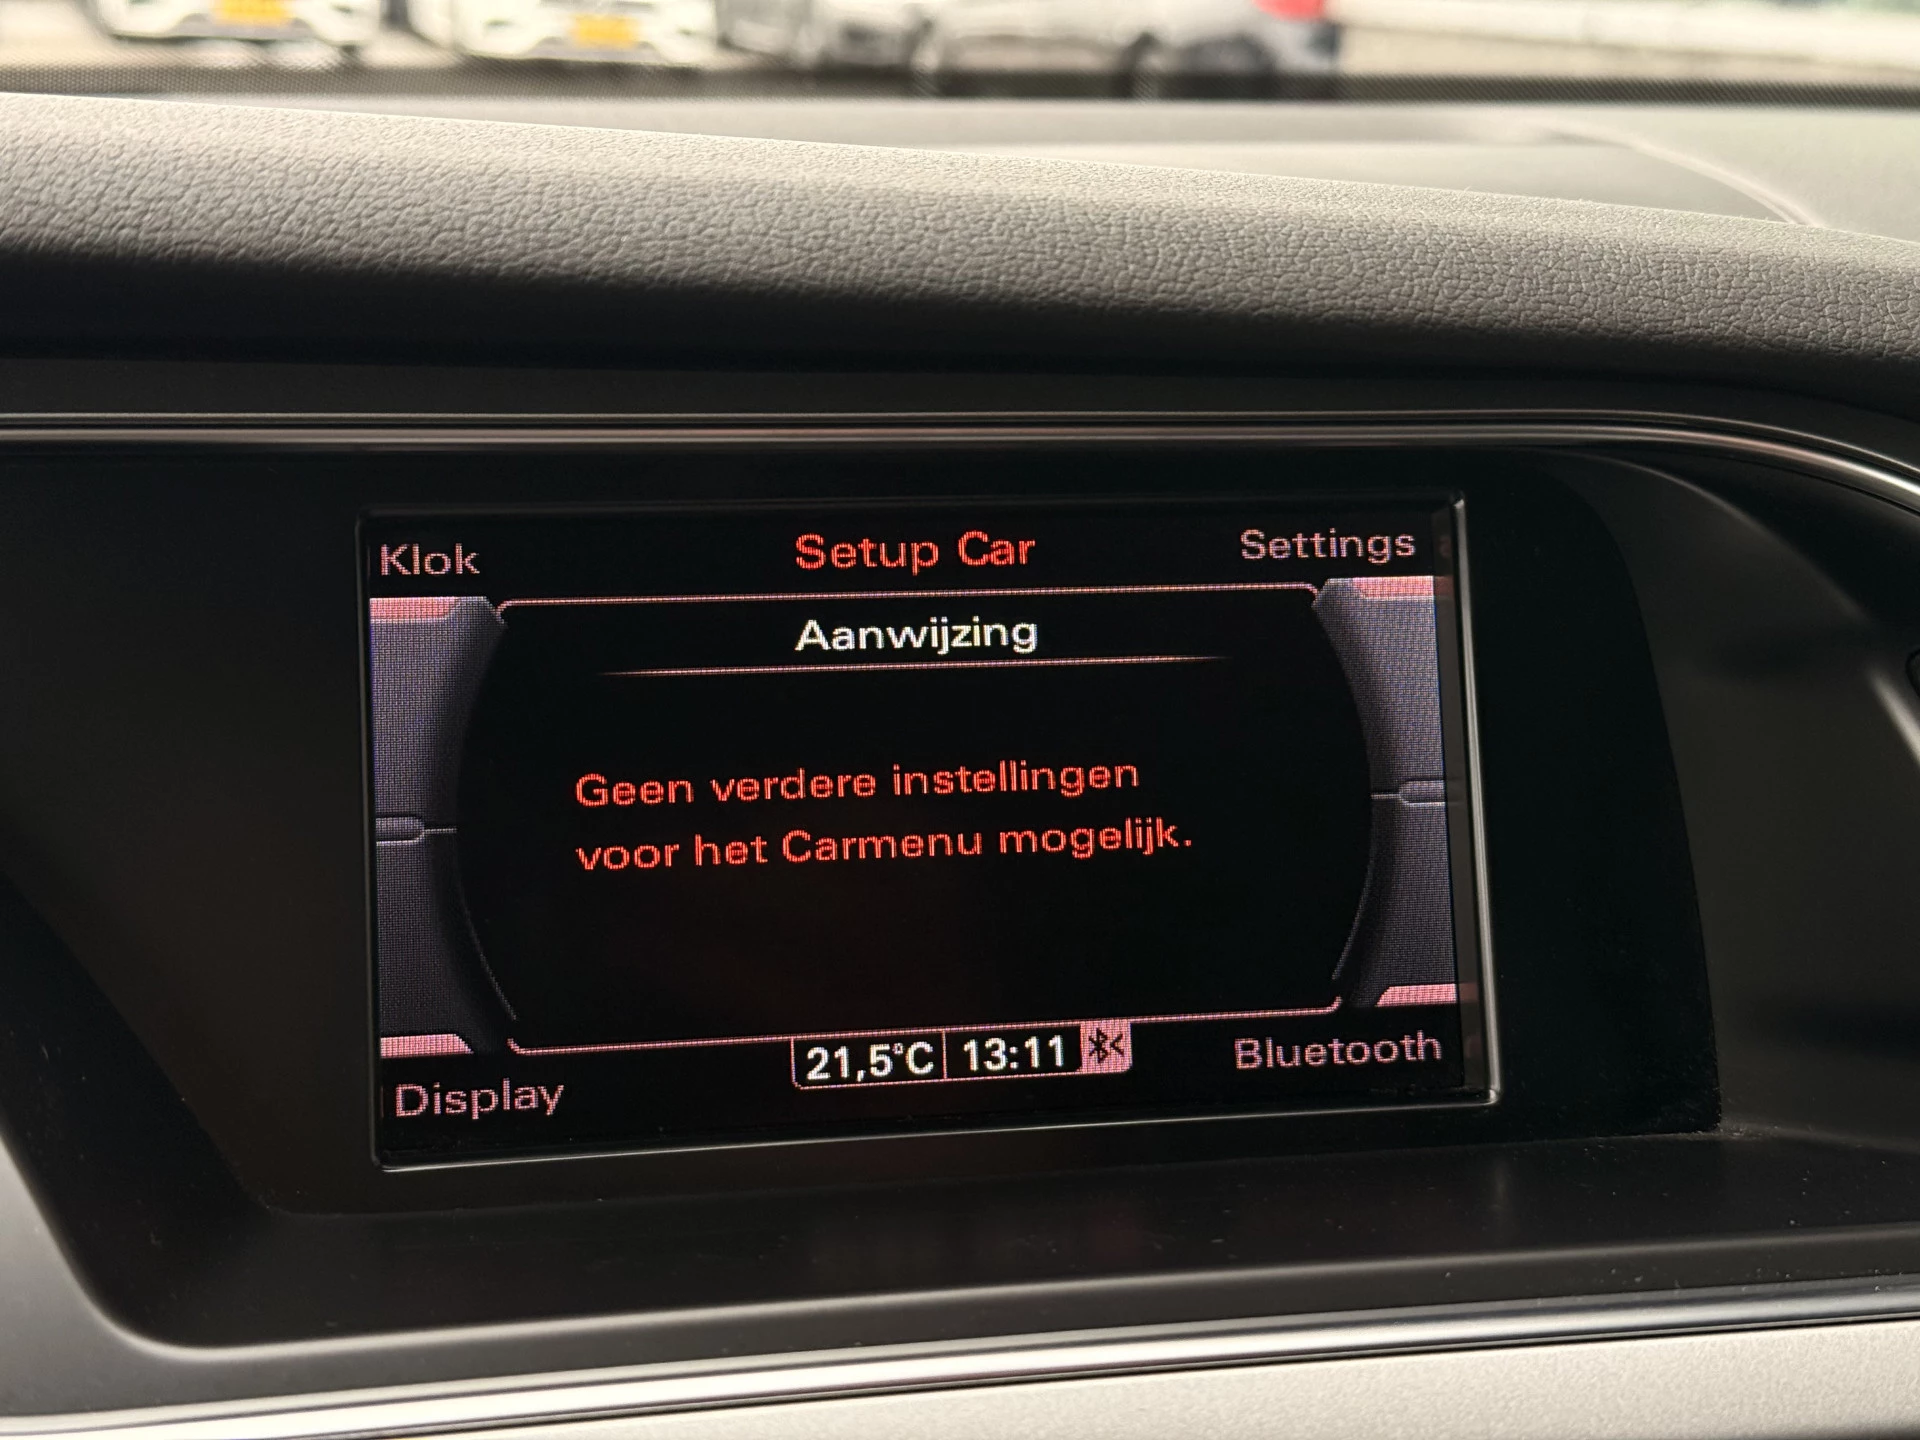 Klok
Setup Car
Settings
Aanwijzing
Geen verdere instellingen
voor het Carmenu mogelijk.
21,5°C
13:11
Display
Bluetooth